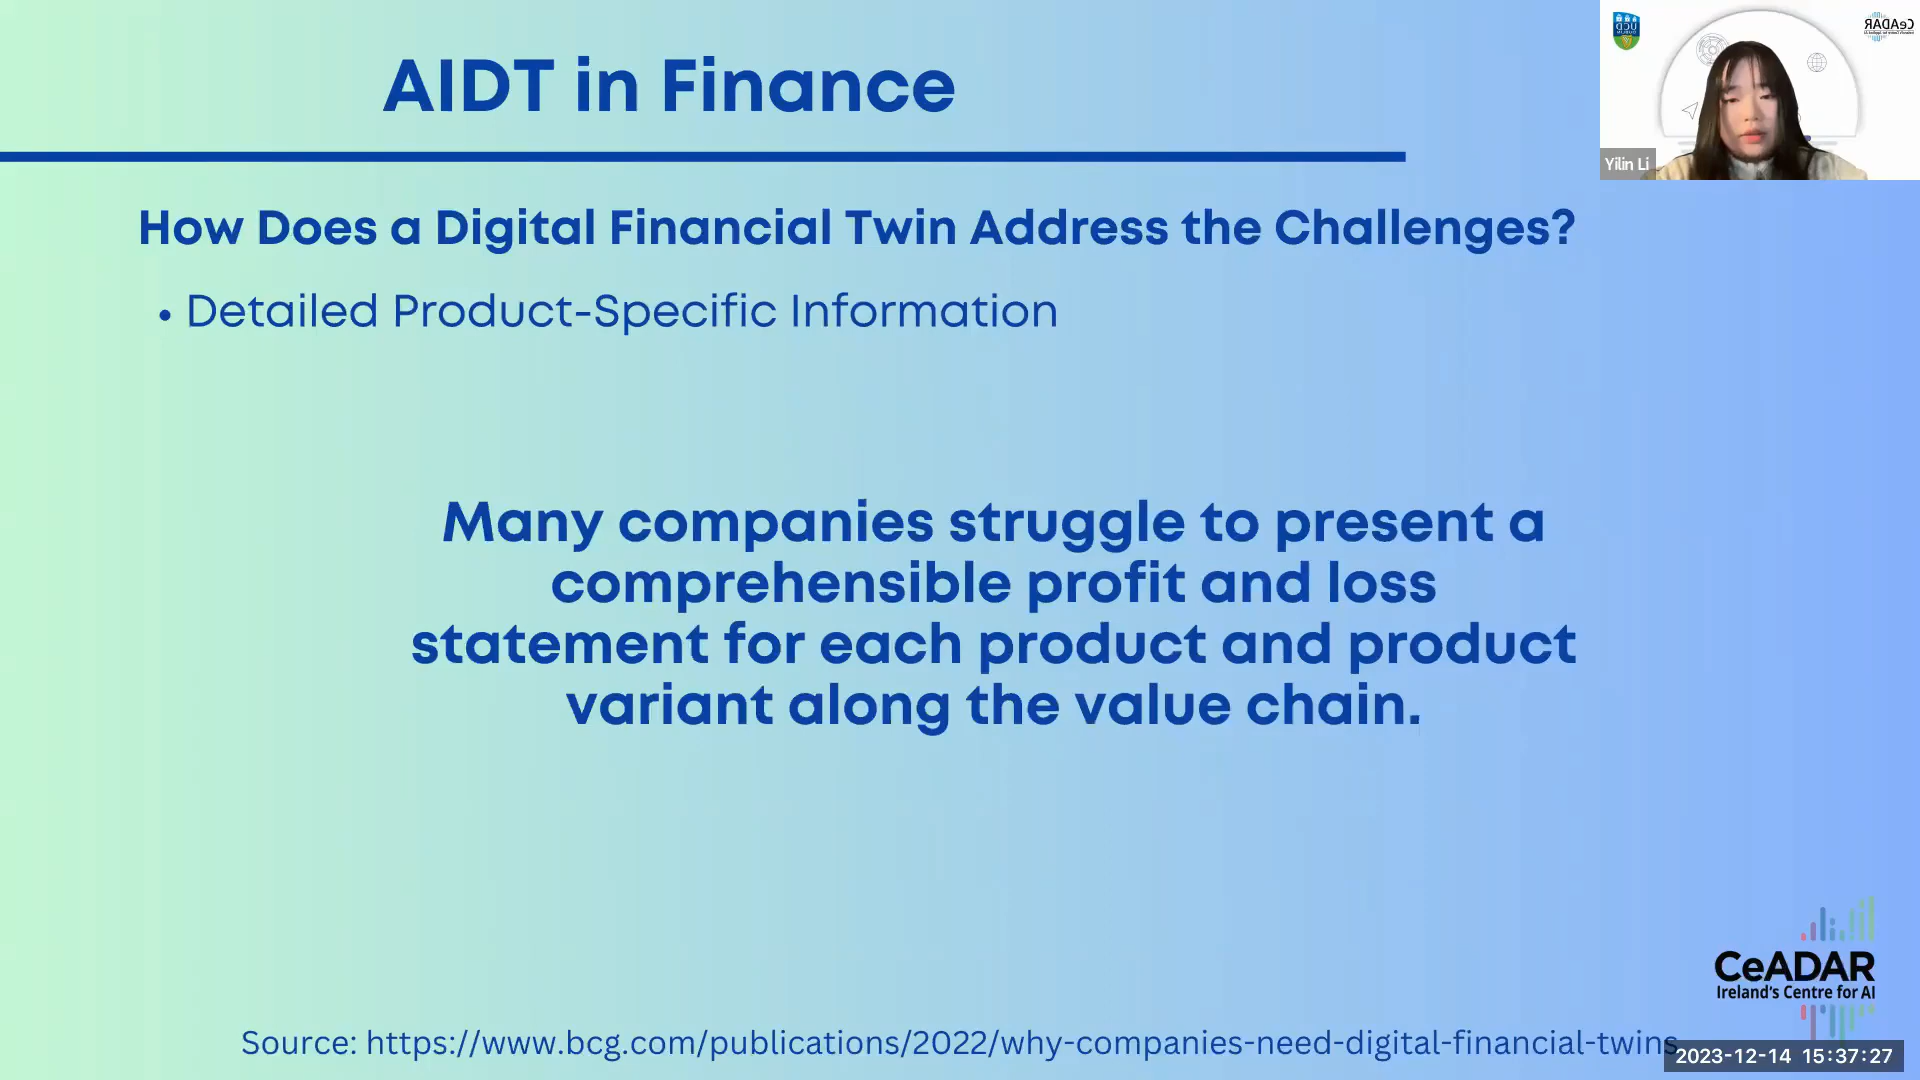 AIDT in Finance
How Does a Digital Financial Twin Address the Challenges?
• Detailed Product-Specific Information
Many companies struggle to present a
comprehensible profit and loss
statement for each product and product
variant along the value chain.
Source: https://www.bcg.com/publications/2022/why-companies-need-digital-financial-twins
CeADAR
Ireland's Centre for AI
2023-12-14 15:37:27
Yilin Li
UCD
DUBLIN
CeADAR